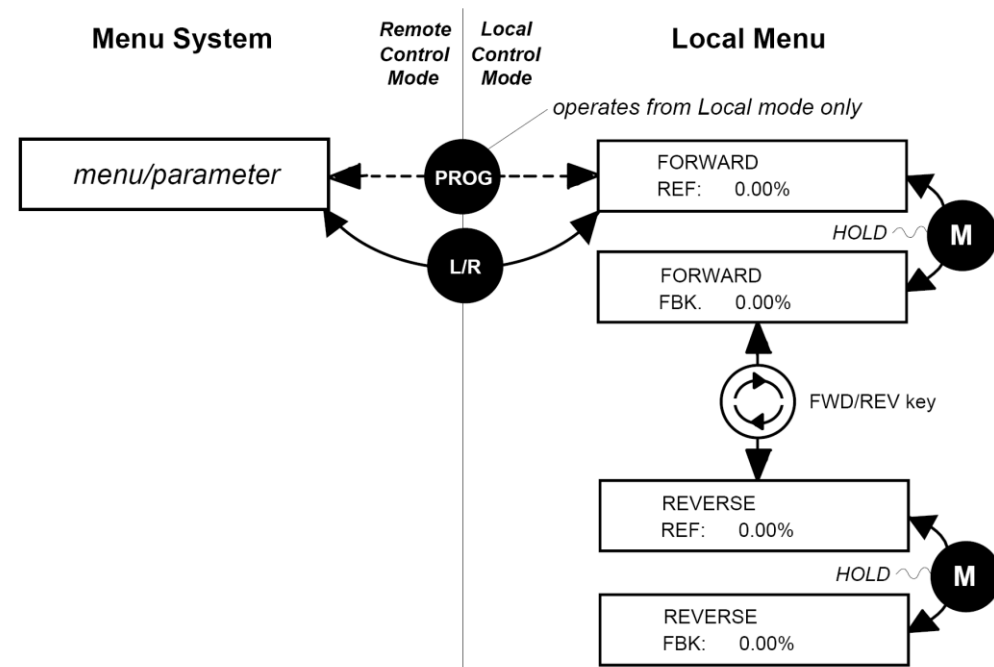 Menu System
Remote
Control
Mode
Local
Control
Mode
Local Menu
operates from Local mode only
menu/parameter
PROG
FORWARD
REF: 0.00%
HOLD
M
L/R
FORWARD
FBK. 0.00%
FWD/REV key
REVERSE
REF: 0.00%
HOLD
M
REVERSE
FBK: 0.00%